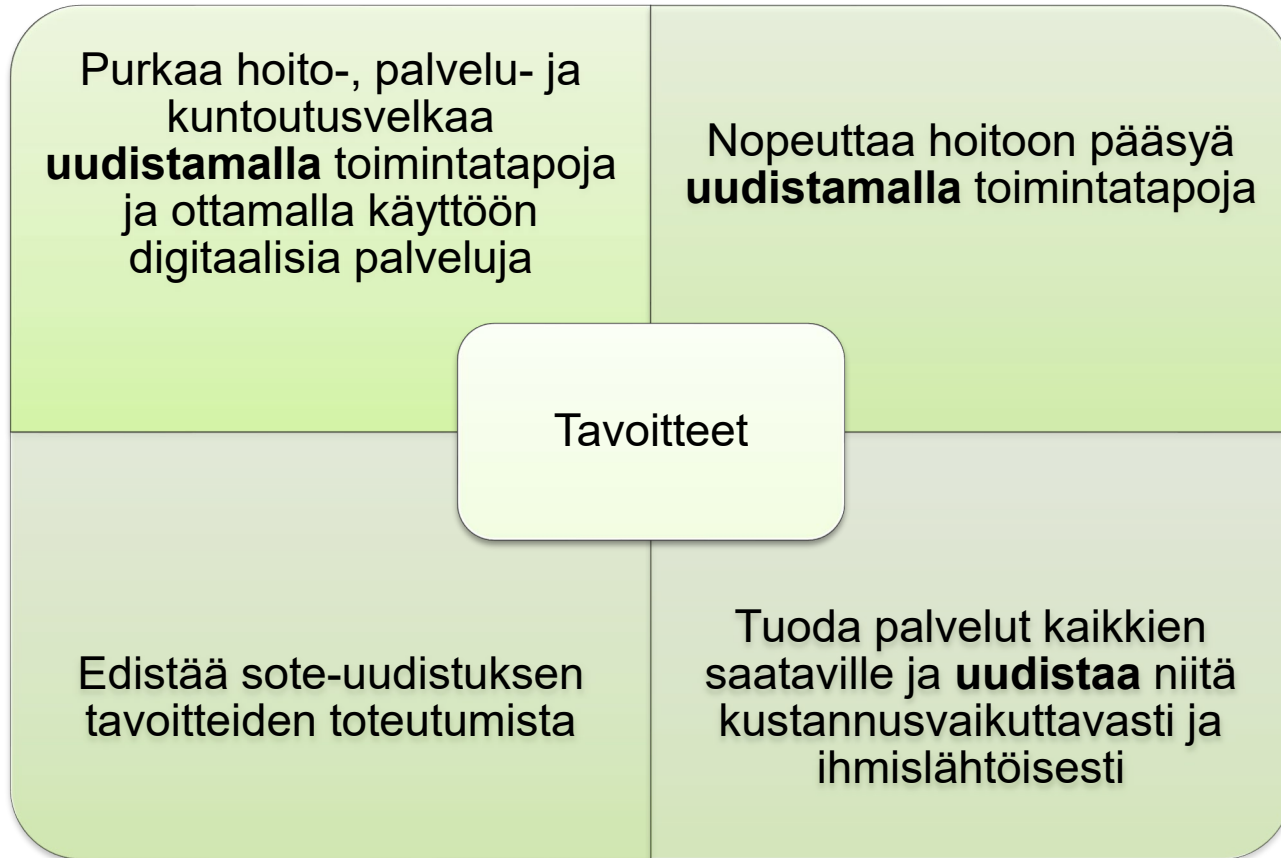 Purkaa hoito-, palvelu- ja
kuntoutusvelkaa
uudistamalla toimintatapoja
ja ottamalla käyttöön
digitaalisia palveluja
Nopeuttaa hoitoon pääsyä
uudistamalla toimintatapoja
Tavoitteet
Edistää sote-uudistuksen
tavoitteiden toteutumista
Tuoda palvelut kaikkien
saataville ja uudistaa niitä
kustannusvaikuttavasti ja
ihmislähtöisesti